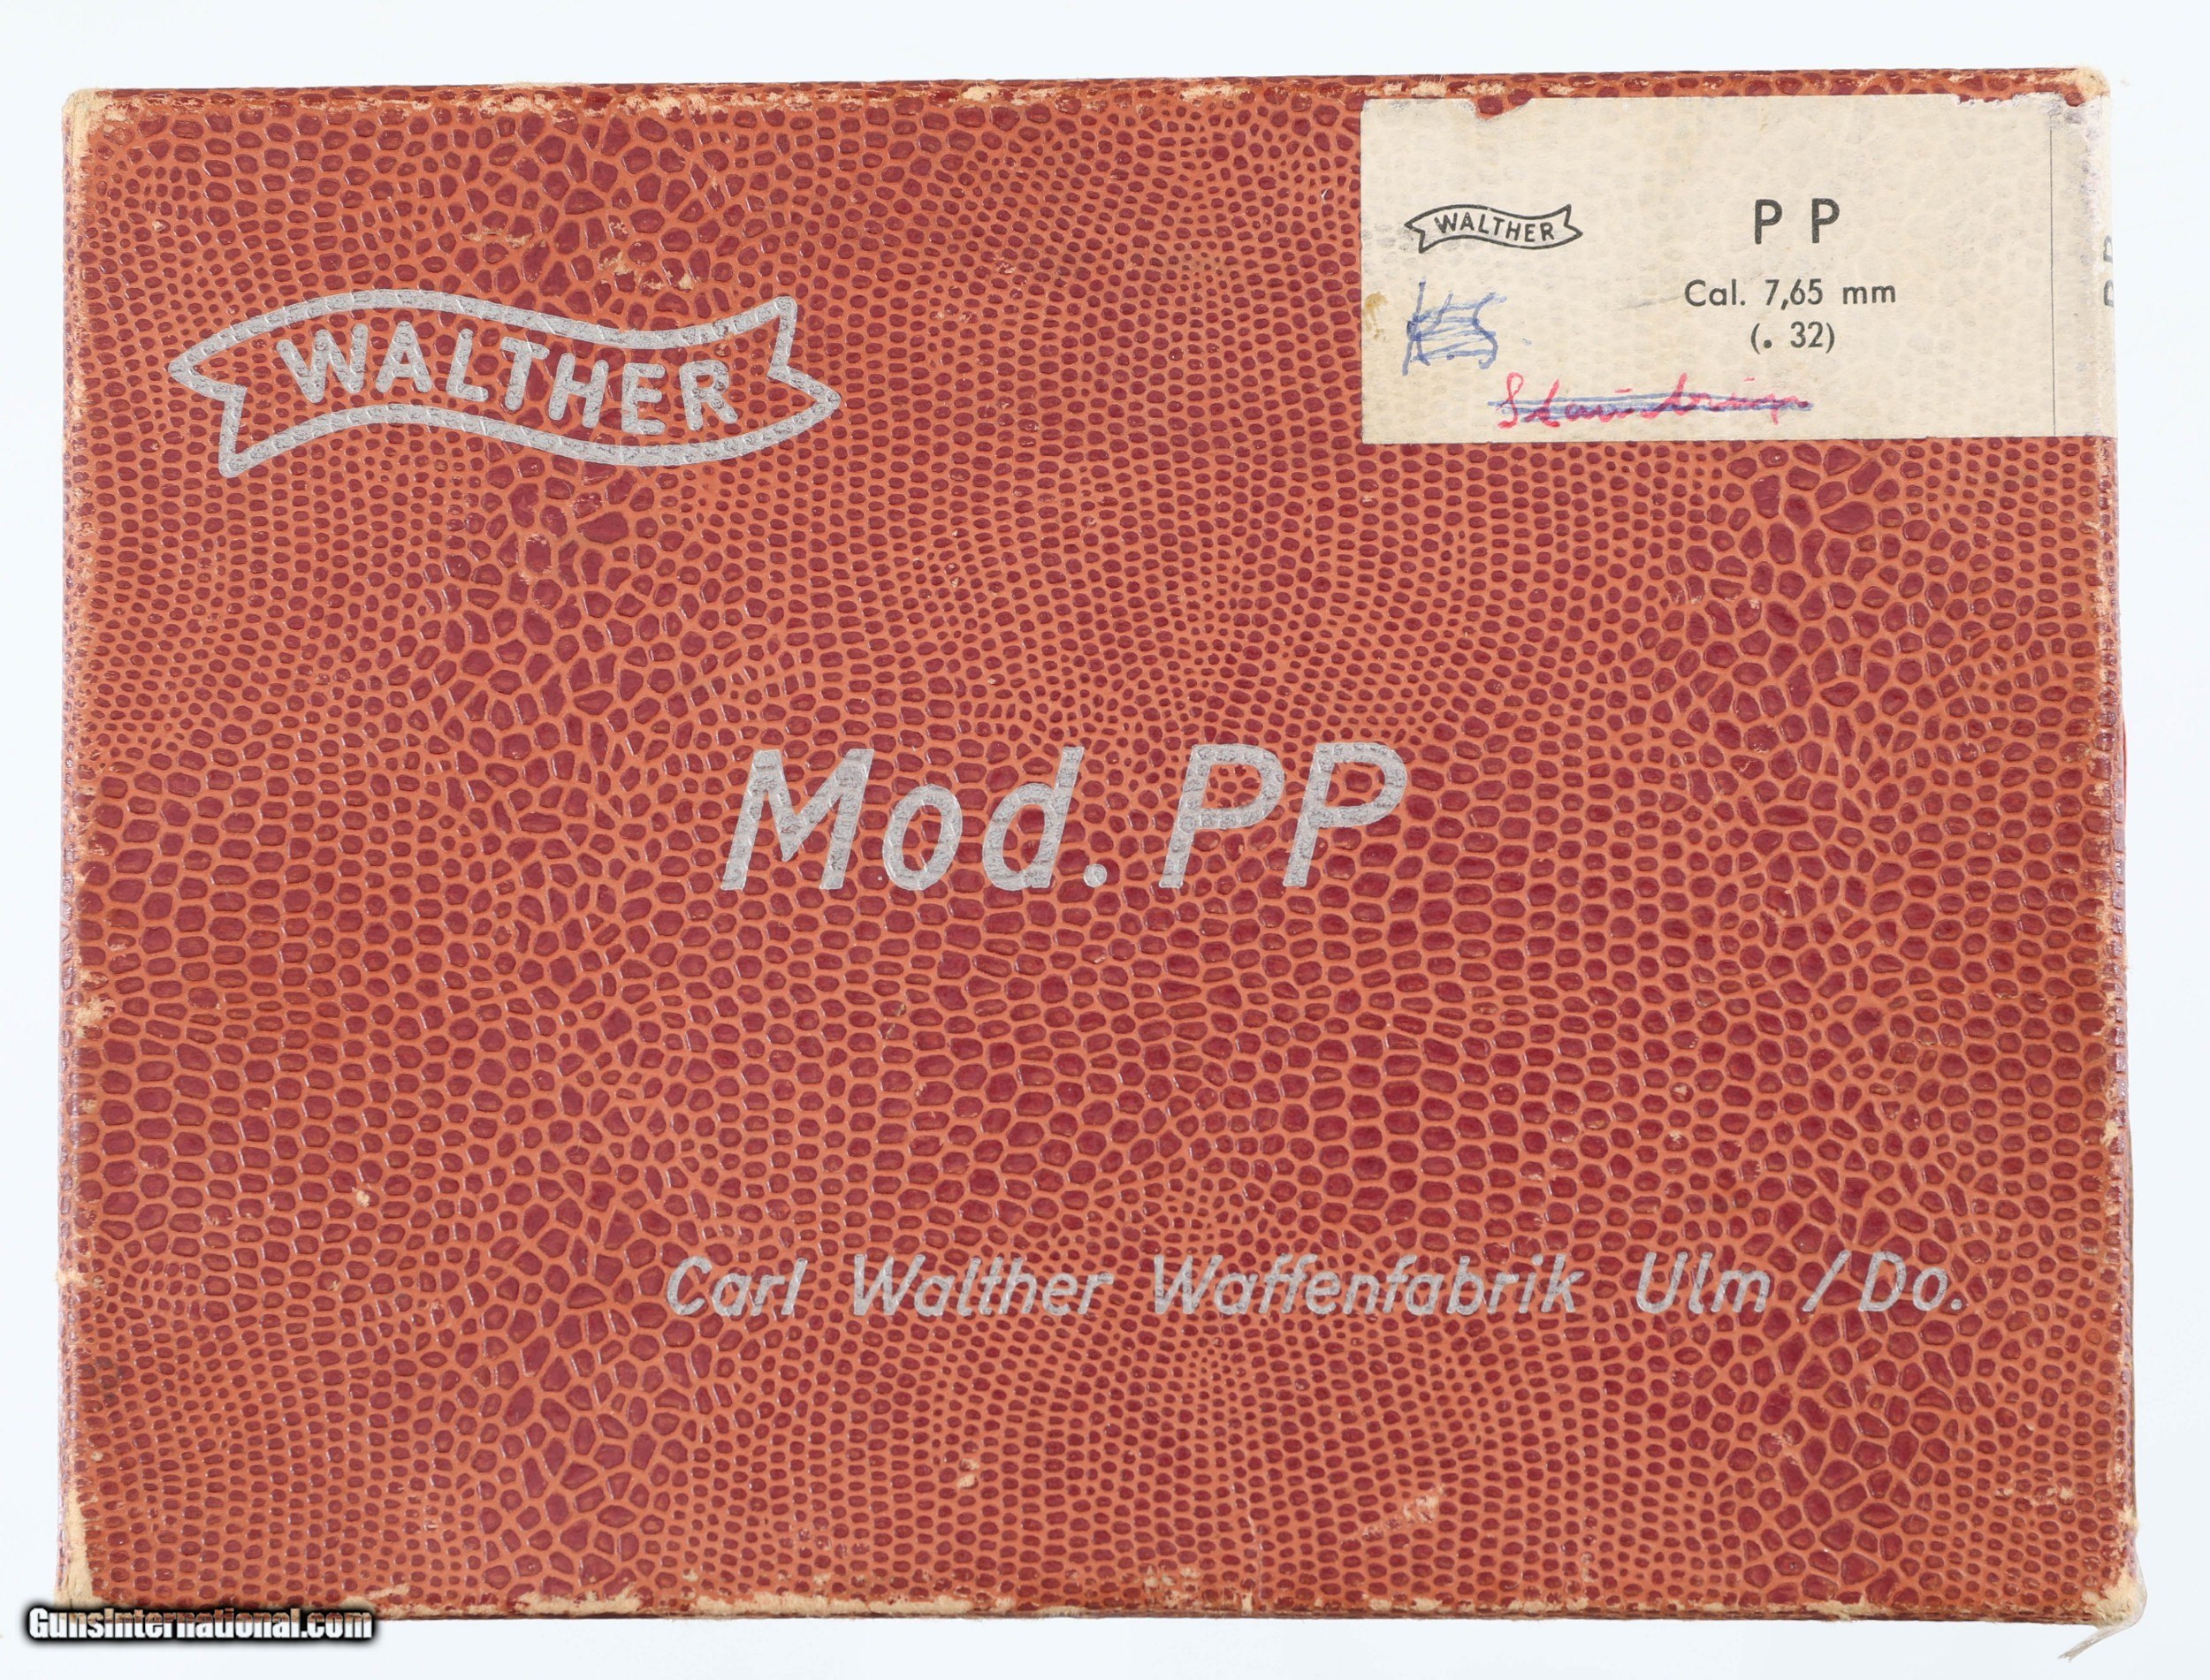 WALTHER
WALTHER
P P
Cal. 7,65 mm
(. 32)
Mod. PP
Carl Walther Waffenfabrik Ulm /Do.
GunsInternational.com